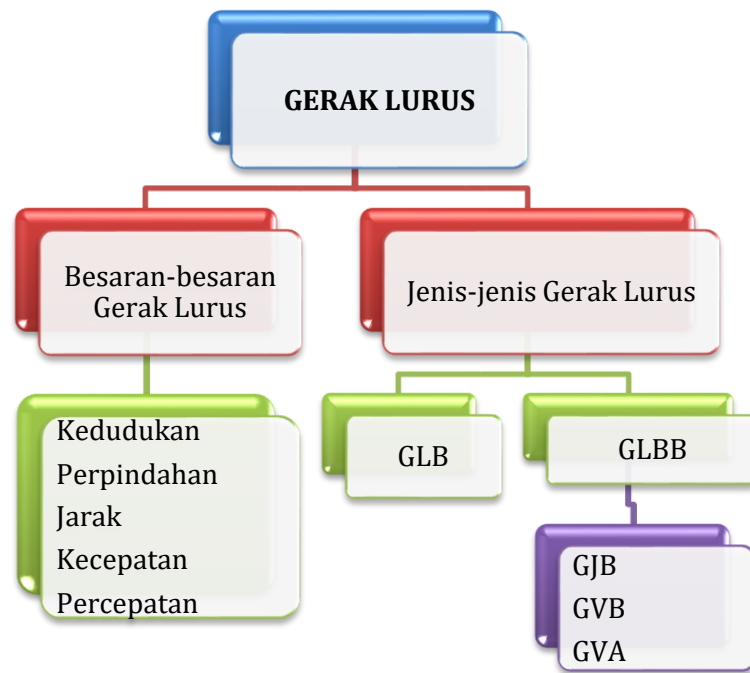 GERAK LURUS
Besaran-besaran
Gerak Lurus
Jenis-jenis Gerak Lurus
Kedudukan
Perpindahan
Jarak
Kecepatan
Percepatan
GLB
GLBB
GJB
GVB
GVA